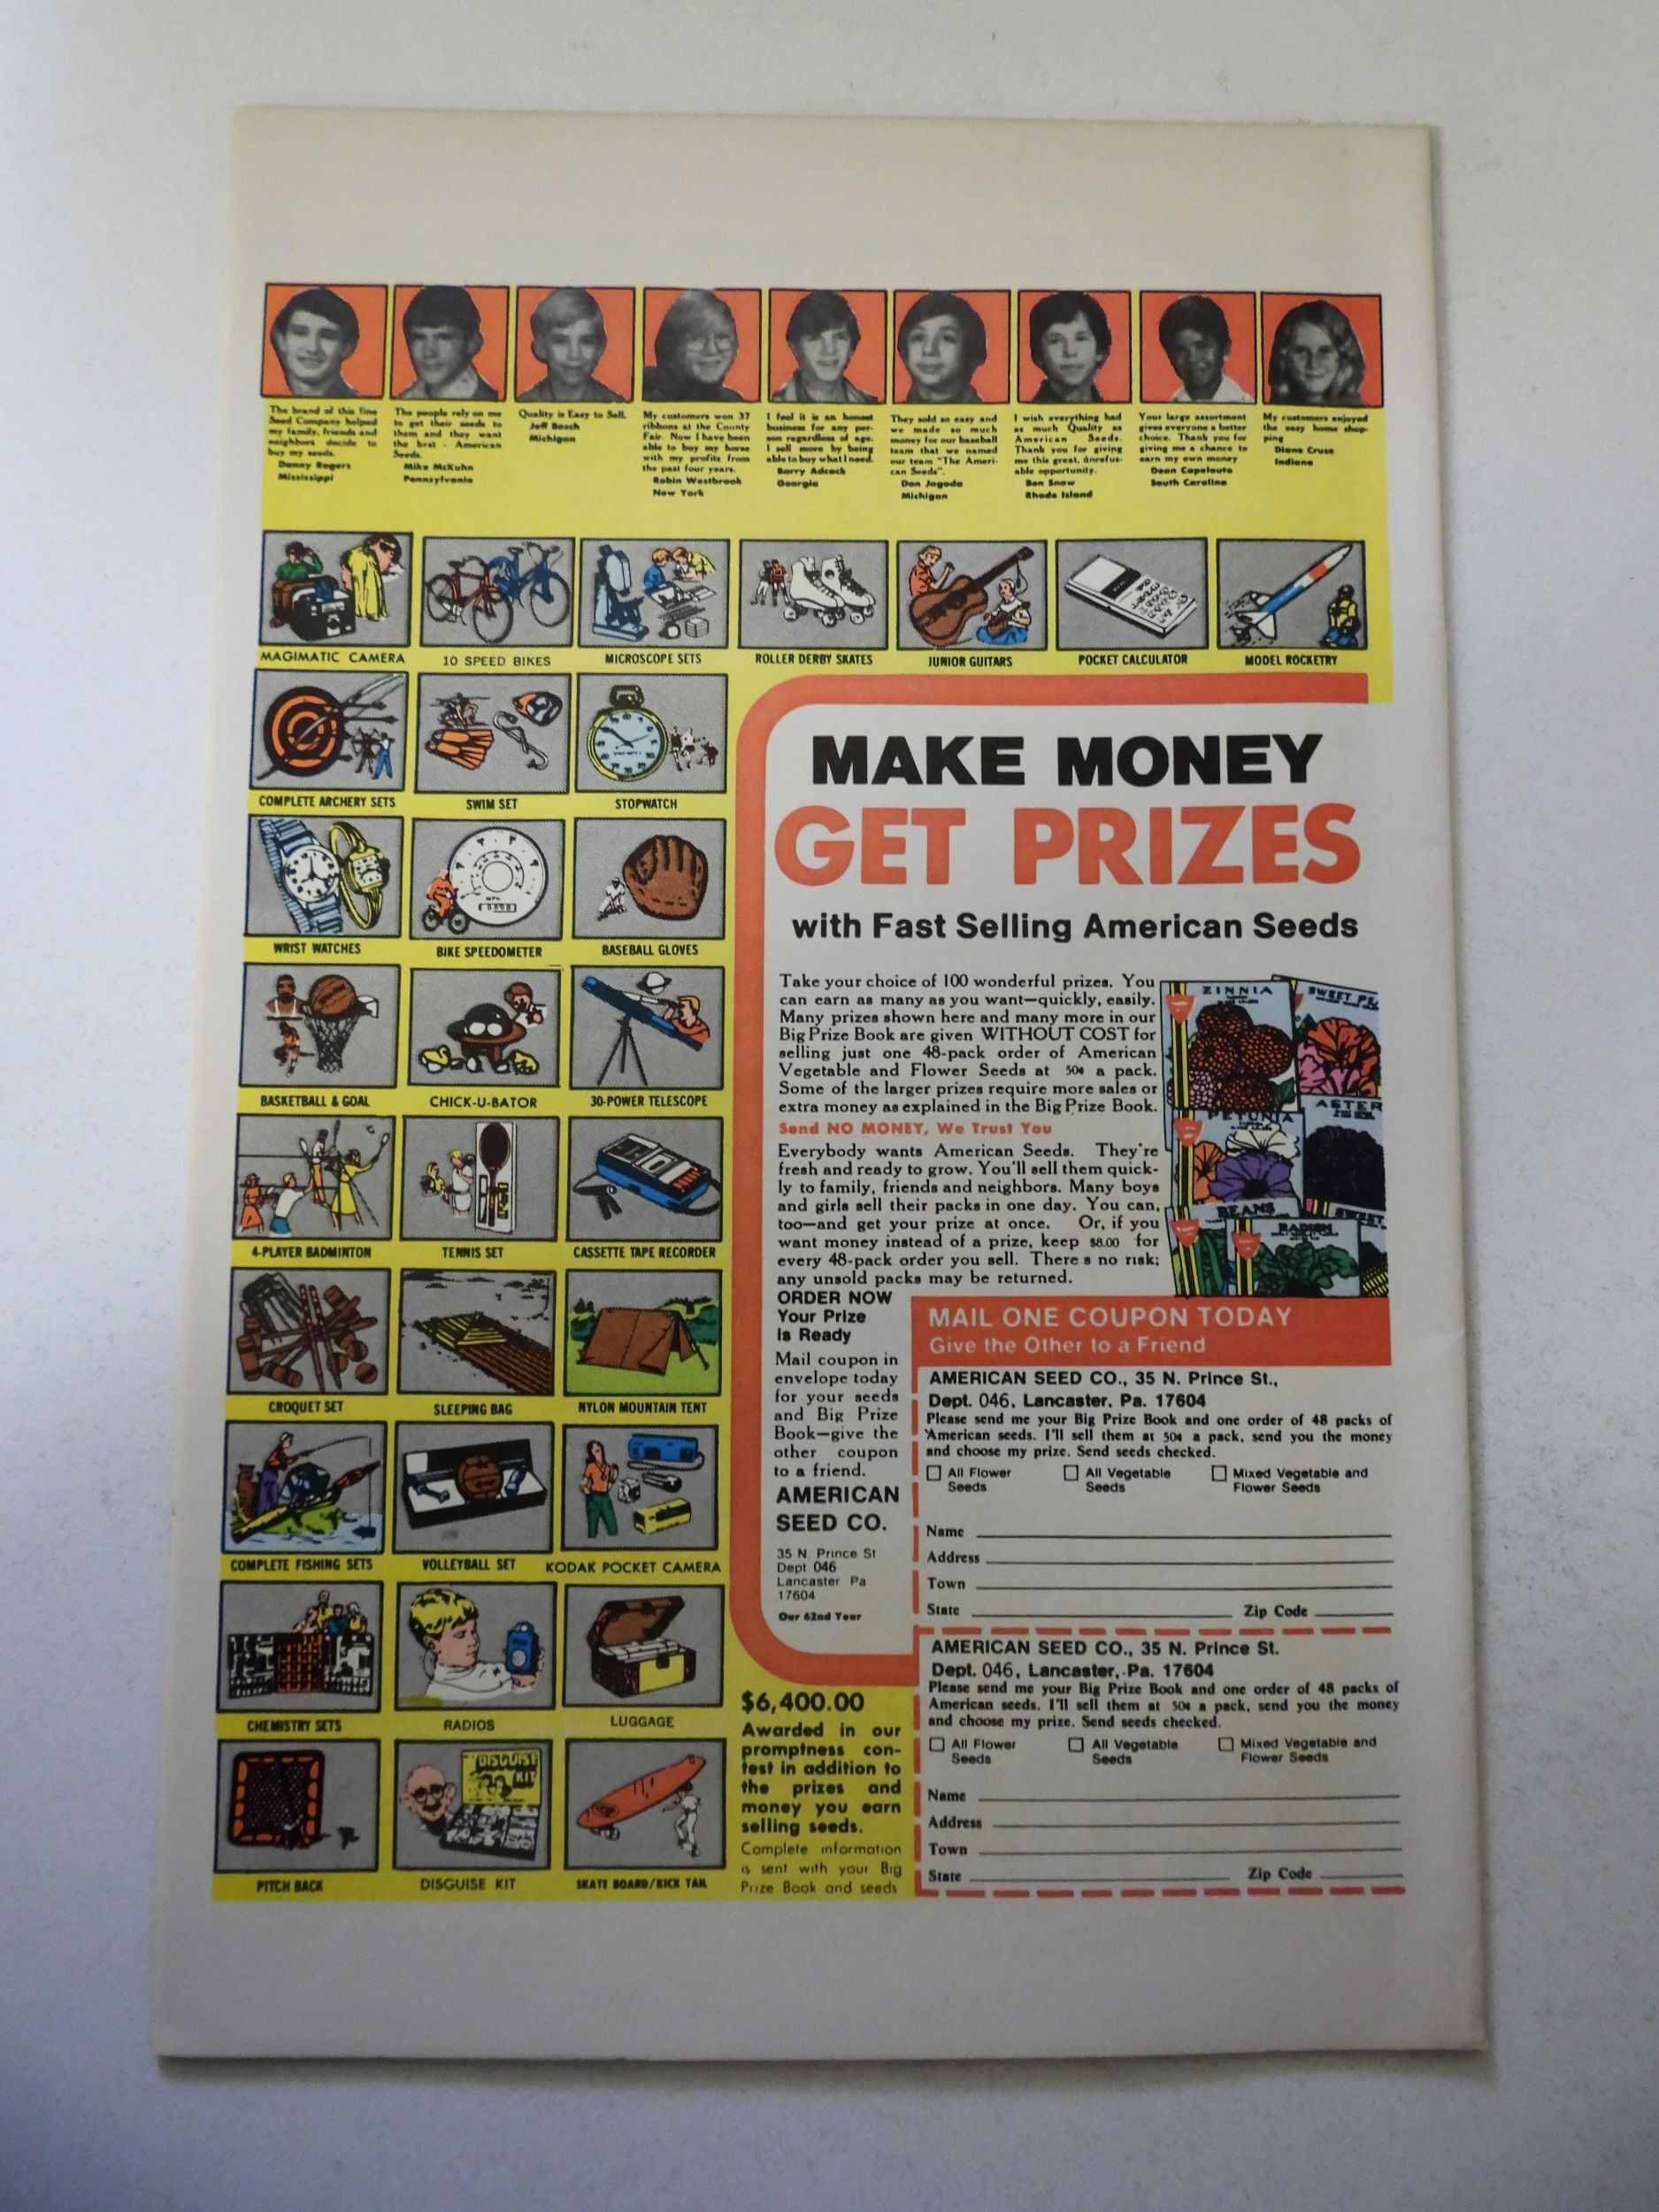 The brand of this fine
Seed Company helped
my family, friends and
neighbors decide to
buy my seeds.
Danny Rogers
Mississippi
The people rely on me
to get their seeds to
them and they want
the best - American
Seeds.
Mike McKuhn
Pennsylvania
Quality is Easy to Sell.
Jeff Bosch
Michigan
My customers won 37
ribbons at the County
Fair. Now I have been
able to buy my horse
with my profits from
the past four years.
Robin Westbrook
New York
I feel it is an honest
business for any per-
son regardless of age.
I sell more by being
able to buy what I need.
Barry Adcock
Georgia
They sold so easy and
we made so much
money for our baseball
team that we named
our team "The Ameri-
can Seeds".
Don Jogoda
Michigan
I wish everything had
as much Quality as
American Seeds.
Thank you for giving
me this great, unrefus-
able opportunity.
Ben Snow
Rhode Island
Your large assortment
gives everyone a better
choice. Thank you for
giving me a chance to
earn my own money
Dean Capelouto
South Carolina
My customers enjoyed
the easy home shop-
ping
Diane Cruse
Indiana
MAGIMATIC CAMERA
10 SPEED BIKES
MICROSCOPE SETS
ROLLER DERBY SKATES
JUNIOR GUITARS
POCKET CALCULATOR
MODEL ROCKETRY
COMPLETE ARCHERY SETS
SWIM SET
STOPWATCH
WRIST WATCHES
MPH
BIKE SPEEDOMETER
BASEBALL GLOVES
BASKETBALL & GOAL
CHICK-U-BATOR
30-POWER TELESCOPE
4-PLAYER BADMINTON
TENNIS SET
CASSETTE TAPE RECORDER
CROQUET SET
SLEEPING BAG
NYLON MOUNTAIN TENT
COMPLETE FISHING SETS
VOLLEYBALL SET
KODAK POCKET CAMERA
CHEMISTRY SETS
RADIOS
LUGGAGE
PITCH BACK
DISGUISE
KIT
DISGUISE KIT
SKATE BOARD/KICK TAIL
MAKE MONEY
GET PRIZES
with Fast Selling American Seeds
Take your choice of 100 wonderful prizes. You
can earn as many as you want—quickly, easily.
Many prizes shown here and many more in our
Big Prize Book are given WITHOUT COST for
selling just one 48-pack order of American
Vegetable and Flower Seeds at 50¢ a pack.
Some of the larger prizes require more sales or
extra money as explained in the Big Prize Book.
Send NO MONEY, We Trust You
Everybody wants American Seeds. They're
fresh and ready to grow. You'll sell them quick-
ly to family, friends and neighbors. Many boys
and girls sell their packs in one day. You can,
too—and get your prize at once. Or, if you
want money instead of a prize, keep $8.00 for
every 48-pack order you sell. There s no risk;
any unsold packs may be returned.
ZINNIA
SWEET PE
PETUNIA
ASTER
BEANS
RADISH
SWEET
ORDER NOW
Your Prize
is Ready
Mail coupon in
envelope today
for your seeds
and Big Prize
Book—give the
other coupon
to a friend.
AMERICAN
SEED CO.
35 N. Prince St
Dept 046
Lancaster Pa
17604
Our 62nd Year
$6,400.00
Awarded in our
promptness con-
test in addition to
the prizes and
money you earn
selling seeds.
Complete information
is sent with your Big
Prize Book and seeds
MAIL ONE COUPON TODAY
Give the Other to a Friend
AMERICAN SEED CO., 35 N. Prince St.,
Dept. 046, Lancaster, Pa. 17604
Please send me your Big Prize Book and one order of 48 packs of
American seeds. I'll sell them at 50¢ a pack, send you the money
and choose my prize. Send seeds checked.
All Flower Seeds
All Vegetable Seeds
Mixed Vegetable and Flower Seeds
Name
Address
Town
State Zip Code
AMERICAN SEED CO., 35 N. Prince St.
Dept. 046, Lancaster, Pa. 17604
Please send me your Big Prize Book and one order of 48 packs of
American seeds. I'll sell them at 50¢ a pack, send you the money
and choose my prize. Send seeds checked.
All Flower Seeds
All Vegetable Seeds
Mixed Vegetable and Flower Seeds
Name
Address
Town
State Zip Code